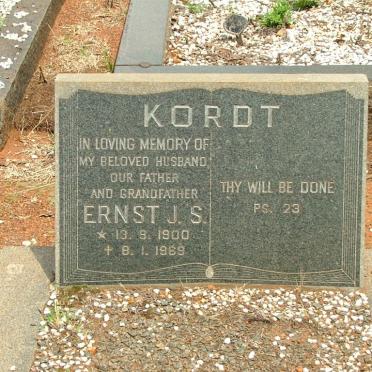 KORDT
IN LOVING MEMORY OF
MY BELOVED HUSBAND,
OUR FATHER
AND GRANDFATHER
ERNST J. S.
* 13. 9. 1900
† 8. 1. 1969
THY WILL BE DONE
PS. 23